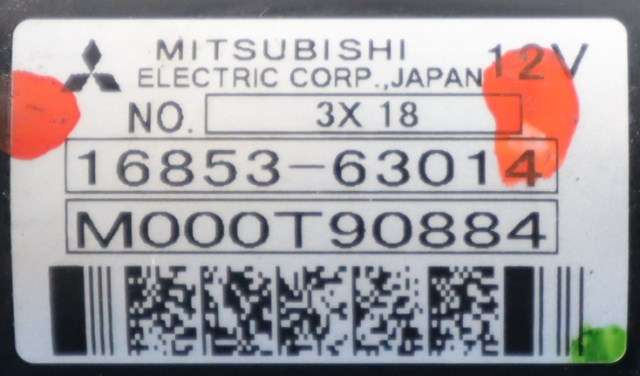 MITSUBISHI 12V
ELECTRIC CORP.,JAPAN
NO. 3X 18
16853-63014
M000T90884